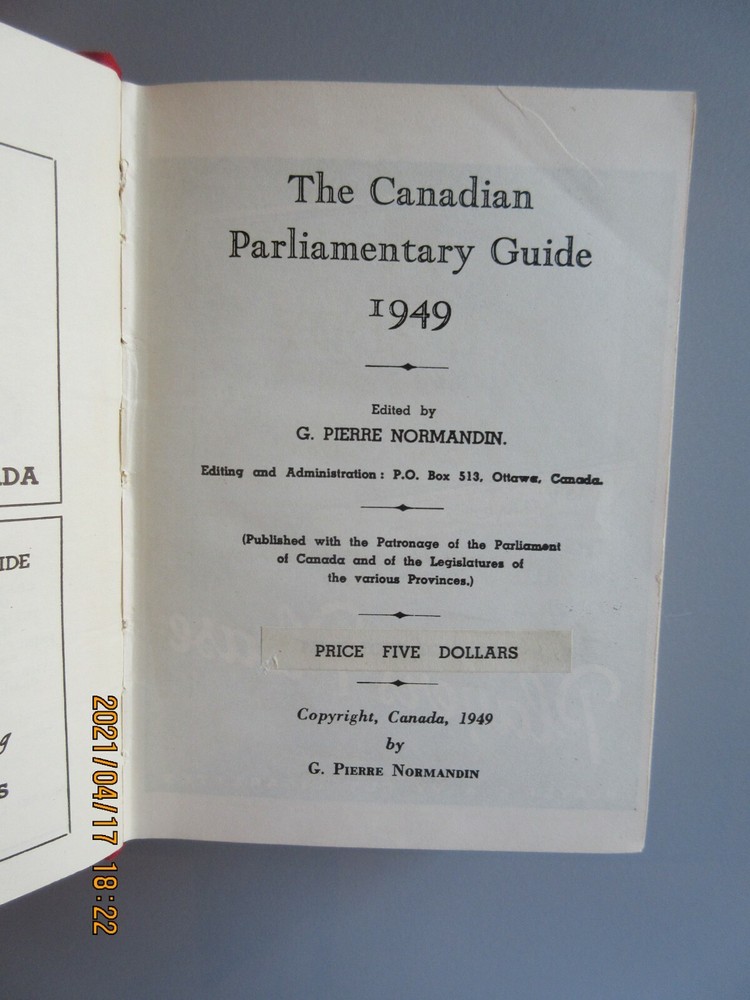 The Canadian
Parliamentary Guide
1949
Edited by
G. PIERRE NORMANDIN.
Editing and Administration: P.O. Box 513, Ottawa, Canada.
(Published with the Patronage of the Parliament
of Canada and of the Legislatures of
the various Provinces.)
PRICE FIVE DOLLARS
Copyright, Canada, 1949
by
G. PIERRE NORMANDIN
2021/04/17 18:22